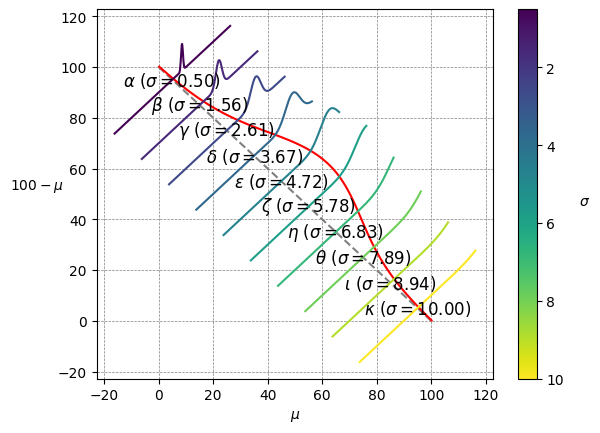 120
100
80
60
40
20
0
−20
100 − μ
α (σ = 0.50)
β (σ = 1.56)
γ (σ = 2.61)
δ (σ = 3.67)
ε (σ = 4.72)
ζ (σ = 5.78)
η (σ = 6.83)
θ (σ = 7.89)
ι (σ = 8.94)
κ (σ = 10.00)
−20 0 20 40 60 80 100 120
μ
2
4
6
8
10
σ